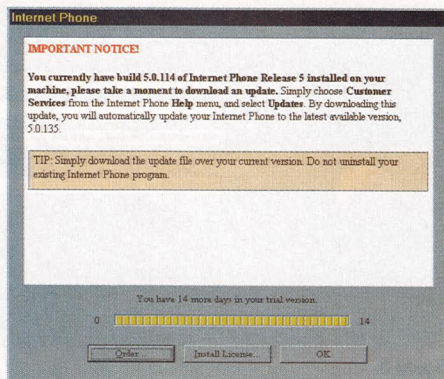 Internet Phone
IMPORTANT NOTICE!
You currently have build 5.0.114 of Internet Phone Release 5 installed on your
machine, please take a moment to download an update. Simply choose Customer
Services from the Internet Phone Help menu, and select Updates. By downloading this
update, you will automatically update your Internet Phone to the latest available version,
5.0.135.
TIP: Simply download the update file over your current version. Do not uninstall your
existing Internet Phone program.
You have 14 more days in your trial version.
0 14
Order... Install License... OK